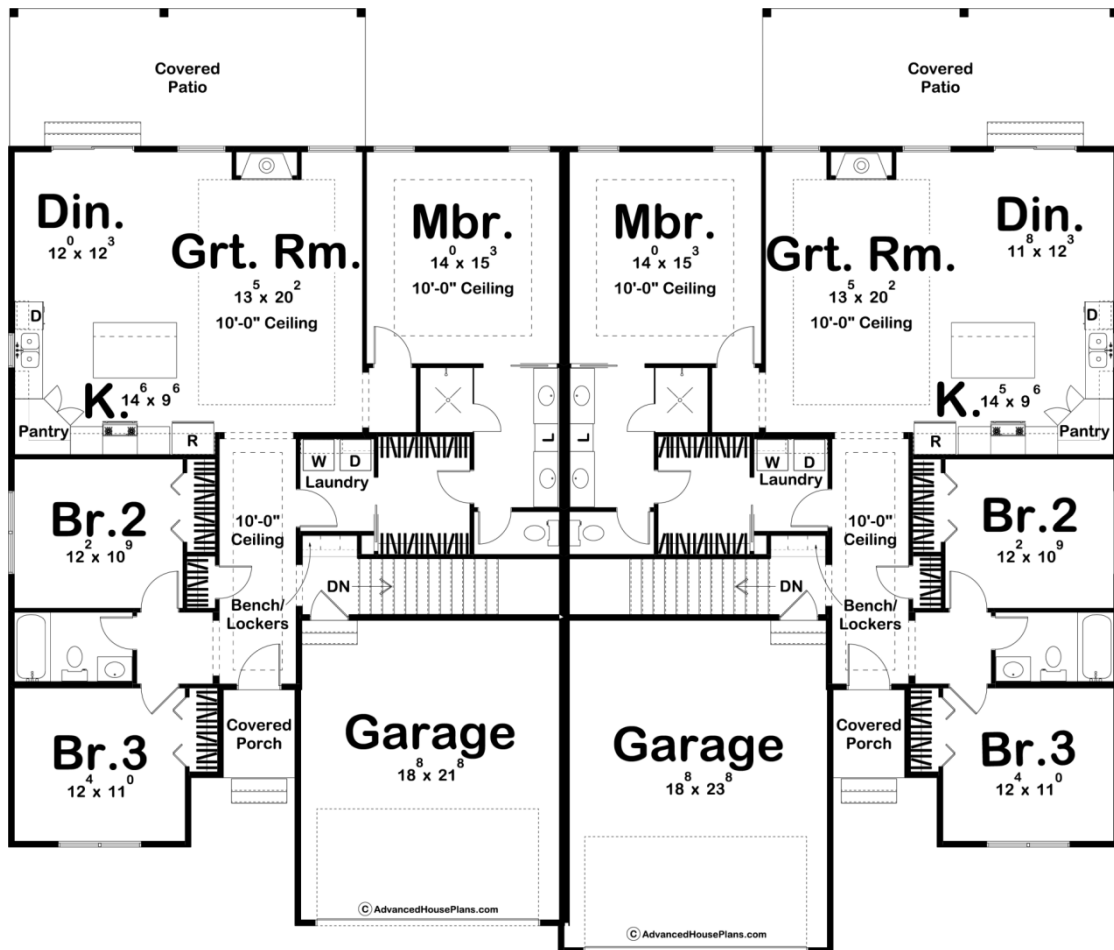 Covered
Patio
Covered
Patio
Din.
12⁰ x 12³
Grt. Rm.
13⁵ x 20²
10'-0" Ceiling
Mbr.
14⁰ x 15³
10'-0" Ceiling
Mbr.
14⁰ x 15³
10'-0" Ceiling
Grt. Rm.
13⁵ x 20²
10'-0" Ceiling
Din.
11⁸ x 12³
D
D
K. 14⁶ x 9⁶
K. 14⁵ x 9⁶
Pantry
R
R
Pantry
L
L
W D
Laundry
W D
Laundry
Br.2
12² x 10⁹
10'-0"
Ceiling
10'-0"
Ceiling
Br.2
12² x 10⁹
DN
DN
Bench/
Lockers
Bench/
Lockers
Br.3
12⁴ x 11⁰
Covered
Porch
Garage
18⁸ x 21⁸
Garage
18⁸ x 23⁸
Covered
Porch
Br.3
12⁴ x 11⁰
© AdvancedHousePlans.com
© AdvancedHousePlans.com